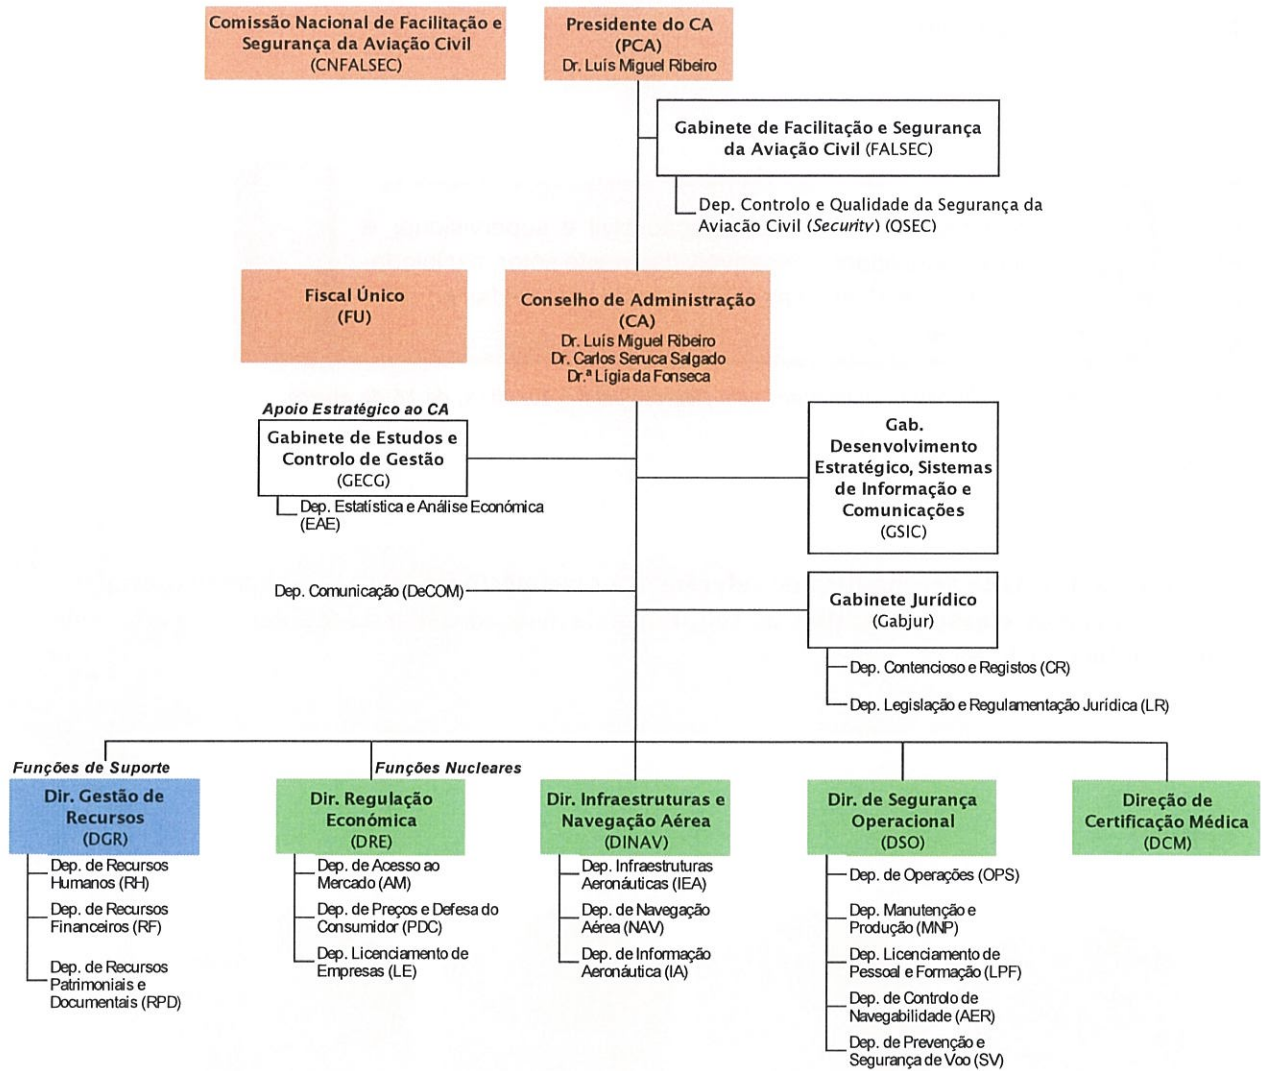 Comissão Nacional de Facilitação e
Segurança da Aviação Civil
(CNFALSEC)
Presidente do CA
(PCA)
Dr. Luís Miguel Ribeiro
Gabinete de Facilitação e Segurança
da Aviação Civil (FALSEC)
Dep. Controlo e Qualidade da Segurança da
Aviacão Civil (Security) (QSEC)
Fiscal Único
(FU)
Conselho de Administração
(CA)
Dr. Luís Miguel Ribeiro
Dr. Carlos Seruca Salgado
Dr.ª Lígia da Fonseca
Apoio Estratégico ao CA
Gabinete de Estudos e
Controlo de Gestão
(GECG)
Dep. Estatística e Análise Económica
(EAE)
Gab.
Desenvolvimento
Estratégico, Sistemas
de Informação e
Comunicações
(GSIC)
Dep. Comunicação (DeCOM)
Gabinete Jurídico
(Gabjur)
Dep. Contencioso e Registos (CR)
Dep. Legislação e Regulamentação Jurídica (LR)
Funções de Suporte
Funções Nucleares
Dir. Gestão de
Recursos
(DGR)
Dep. de Recursos
Humanos (RH)
Dep. de Recursos
Financeiros (RF)
Dep. de Recursos
Patrimoniais e
Documentais (RPD)
Dir. Regulação
Económica
(DRE)
Dep. de Acesso ao
Mercado (AM)
Dep. de Preços e Defesa do
Consumidor (PDC)
Dep. Licenciamento de
Empresas (LE)
Dir. Infraestruturas e
Navegação Aérea
(DINAV)
Dep. Infraestruturas
Aeronáuticas (IEA)
Dep. de Navegação
Aérea (NAV)
Dep. de Informação
Aeronáutica (IA)
Dir. de Segurança
Operacional
(DSO)
Dep. de Operações (OPS)
Dep. Manutenção e
Produção (MNP)
Dep. Licenciamento de
Pessoal e Formação (LPF)
Dep. de Controlo de
Navegabilidade (AER)
Dep. de Prevenção e
Segurança de Voo (SV)
Direção de
Certificação Médica
(DCM)